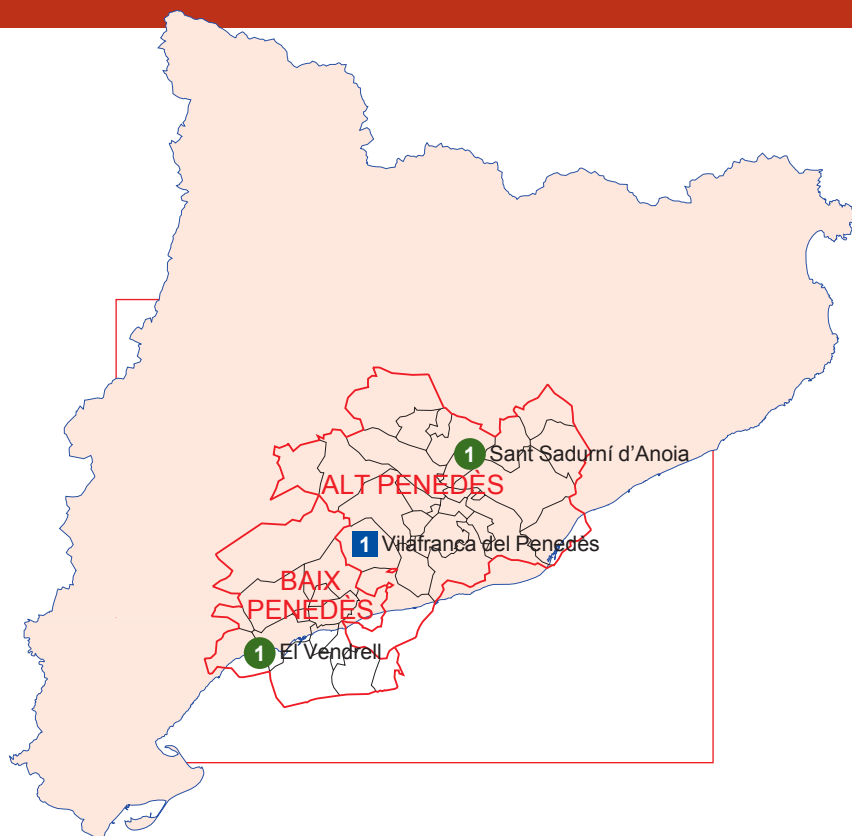 1 Sant Sadurní d’Anoia
ALT PENEDÈS
1 Vilafranca del Penedès
BAIX
PENEDÈS
1 El Vendrell